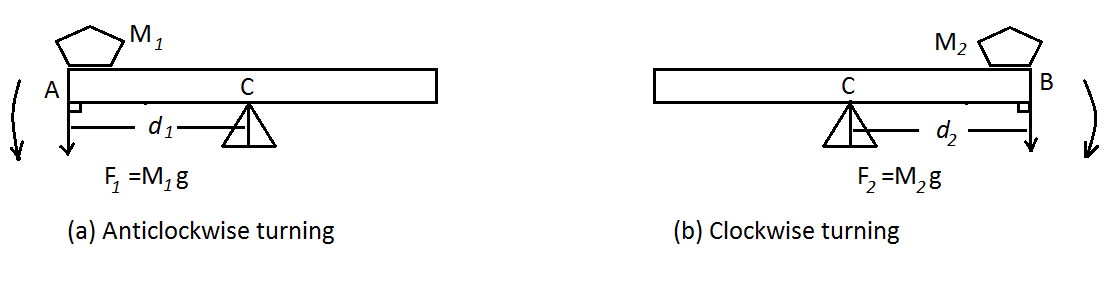 M₁
A
C
d₁
F₁ =M₁g
(a) Anticlockwise turning
M₂
B
C
d₂
F₂ =M₂g
(b) Clockwise turning